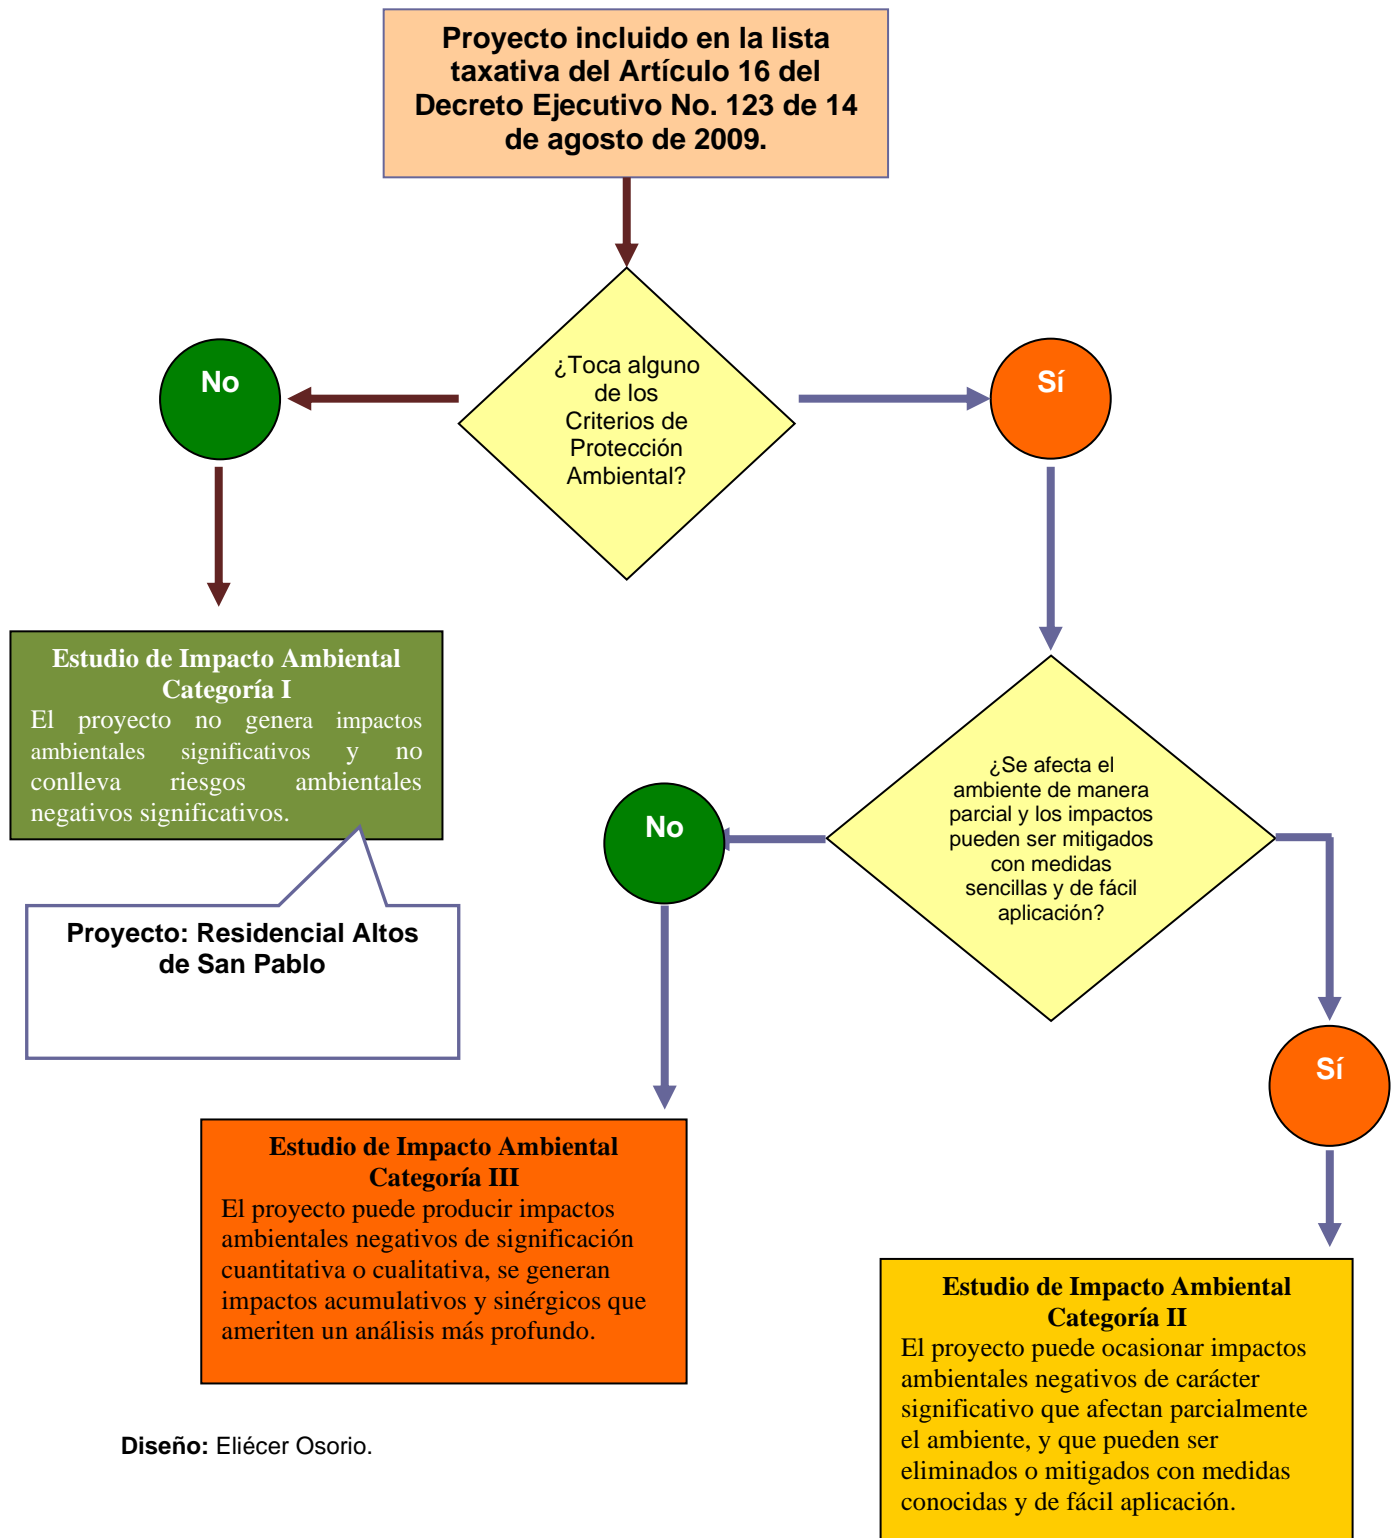 Proyecto incluido en la lista
taxativa del Artículo 16 del
Decreto Ejecutivo No. 123 de 14
de agosto de 2009.
No
¿Toca alguno
de los
Criterios de
Protección
Ambiental?
Sí
Estudio de Impacto Ambiental
Categoría I
El proyecto no genera impactos
ambientales significativos y no
conlleva riesgos ambientales
negativos significativos.
No
¿Se afecta el
ambiente de manera
parcial y los impactos
pueden ser mitigados
con medidas
sencillas y de fácil
aplicación?
Proyecto: Residencial Altos
de San Pablo
Sí
Estudio de Impacto Ambiental
Categoría III
El proyecto puede producir impactos
ambientales negativos de significación
cuantitativa o cualitativa, se generan
impactos acumulativos y sinérgicos que
ameriten un análisis más profundo.
Estudio de Impacto Ambiental
Categoría II
El proyecto puede ocasionar impactos
ambientales negativos de carácter
significativo que afectan parcialmente
el ambiente, y que pueden ser
eliminados o mitigados con medidas
conocidas y de fácil aplicación.
Diseño: Eliécer Osorio.